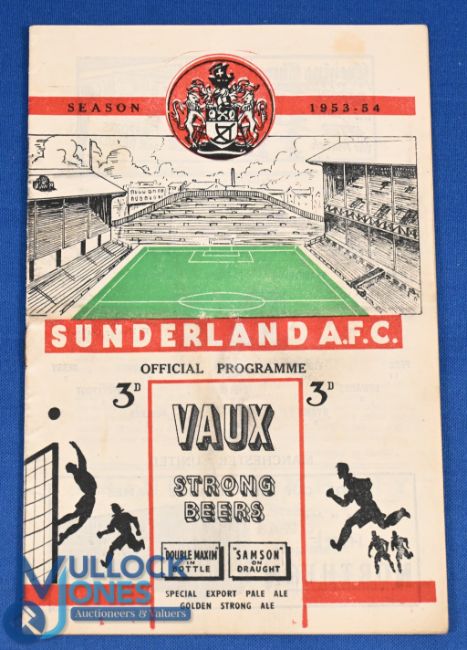 SEASON 1953-54
SUNDERLAND A.F.C.
OFFICIAL PROGRAMME
3D 3D
VAUX
STRONG
BEERS
"DOUBLE MAXIM" "SAMSON"
IN ON
BOTTLE DRAUGHT
SPECIAL EXPORT PALE ALE
GOLDEN STRONG ALE
MULLOCK
JONES
Auctioneers & Valuers